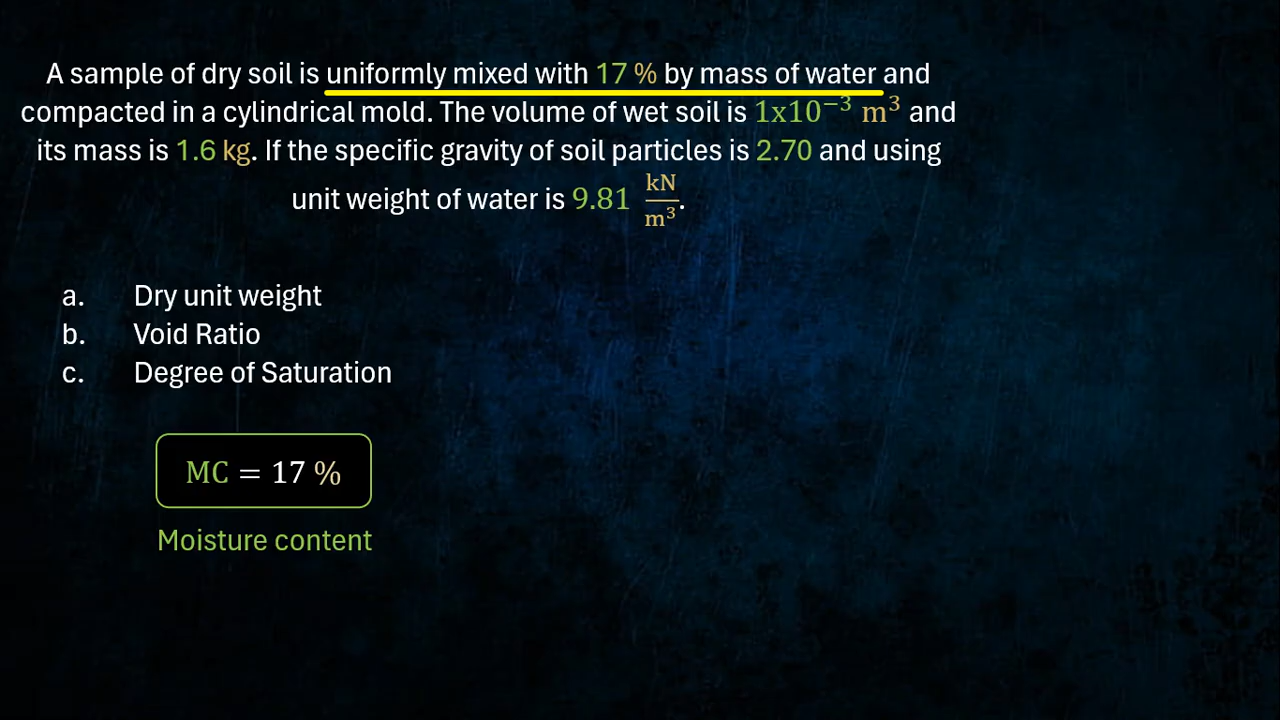 A sample of dry soil is uniformly mixed with 17 % by mass of water and
compacted in a cylindrical mold. The volume of wet soil is 1x10⁻³ m³ and
its mass is 1.6 kg. If the specific gravity of soil particles is 2.70 and using
unit weight of water is 9.81 kN/m³.
a. Dry unit weight
b. Void Ratio
c. Degree of Saturation
MC = 17 %
Moisture content